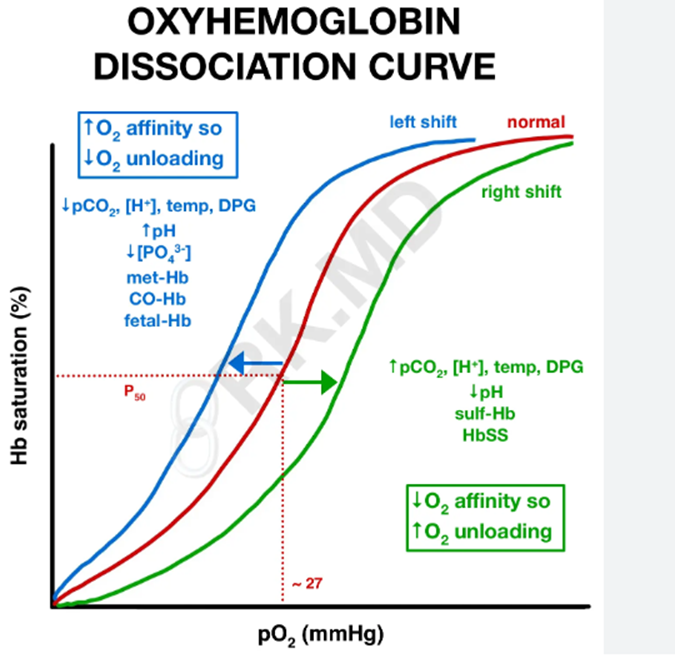 OXYHEMOGLOBIN
DISSOCIATION CURVE
↑O₂ affinity so
↓O₂ unloading
left shift
normal
right shift
↓pCO₂, [H⁺], temp, DPG
↑pH
↓[PO₄³⁻]
met-Hb
CO-Hb
fetal-Hb
RK.MD
Hb saturation (%)
P₅₀
↑pCO₂, [H⁺], temp, DPG
↓pH
sulf-Hb
HbSS
↓O₂ affinity so
↑O₂ unloading
~ 27
pO₂ (mmHg)